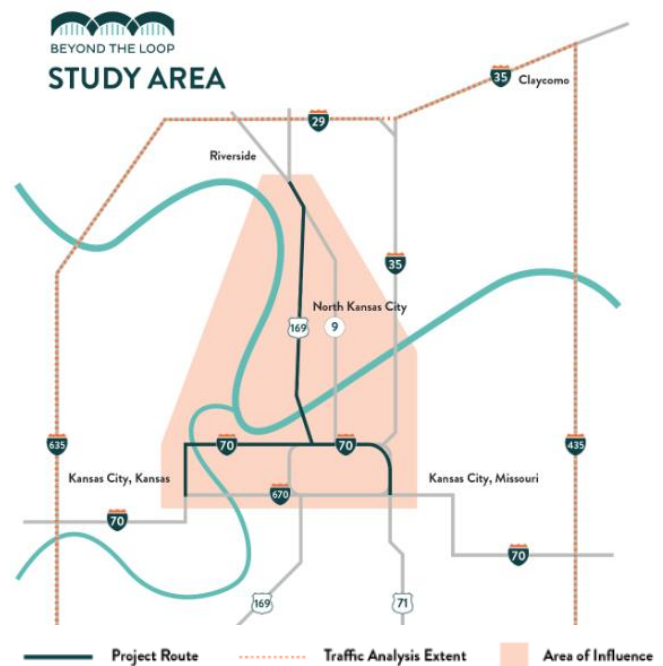 BEYOND THE LOOP
STUDY AREA
35
Claycomo
29
Riverside
35
North Kansas City
169
9
635
70
70
435
Kansas City, Kansas
670
Kansas City, Missouri
70
70
169
71
Project Route
Traffic Analysis Extent
Area of Influence